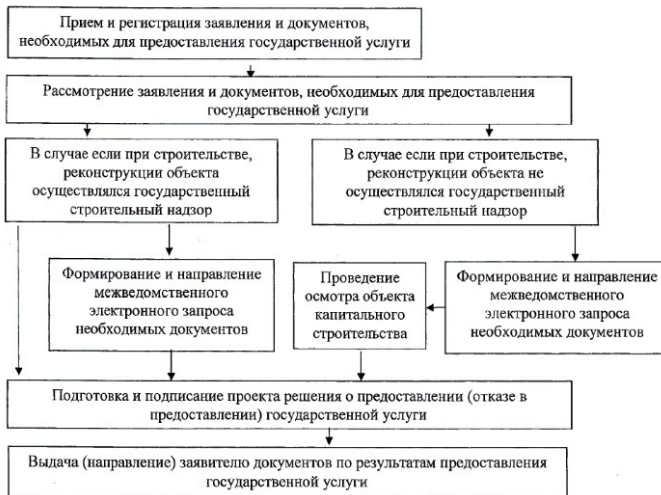 Прием и регистрация заявления и документов,
необходимых для предоставления государственной услуги
Рассмотрение заявления и документов, необходимых для предоставления
государственной услуги
В случае если при строительстве,
реконструкции объекта
осуществлялся государственный
строительный надзор
В случае если при строительстве,
реконструкции объекта не
осуществлялся государственный
строительный надзор
Формирование и направление
межведомственного
электронного запроса
необходимых документов
Проведение
осмотра объекта
капитального
строительства
Формирование и направление
межведомственного
электронного запроса
необходимых документов
Подготовка и подписание проекта решения о предоставлении (отказе в
предоставлении) государственной услуги
Выдача (направление) заявителю документов по результатам предоставления
государственной услуги